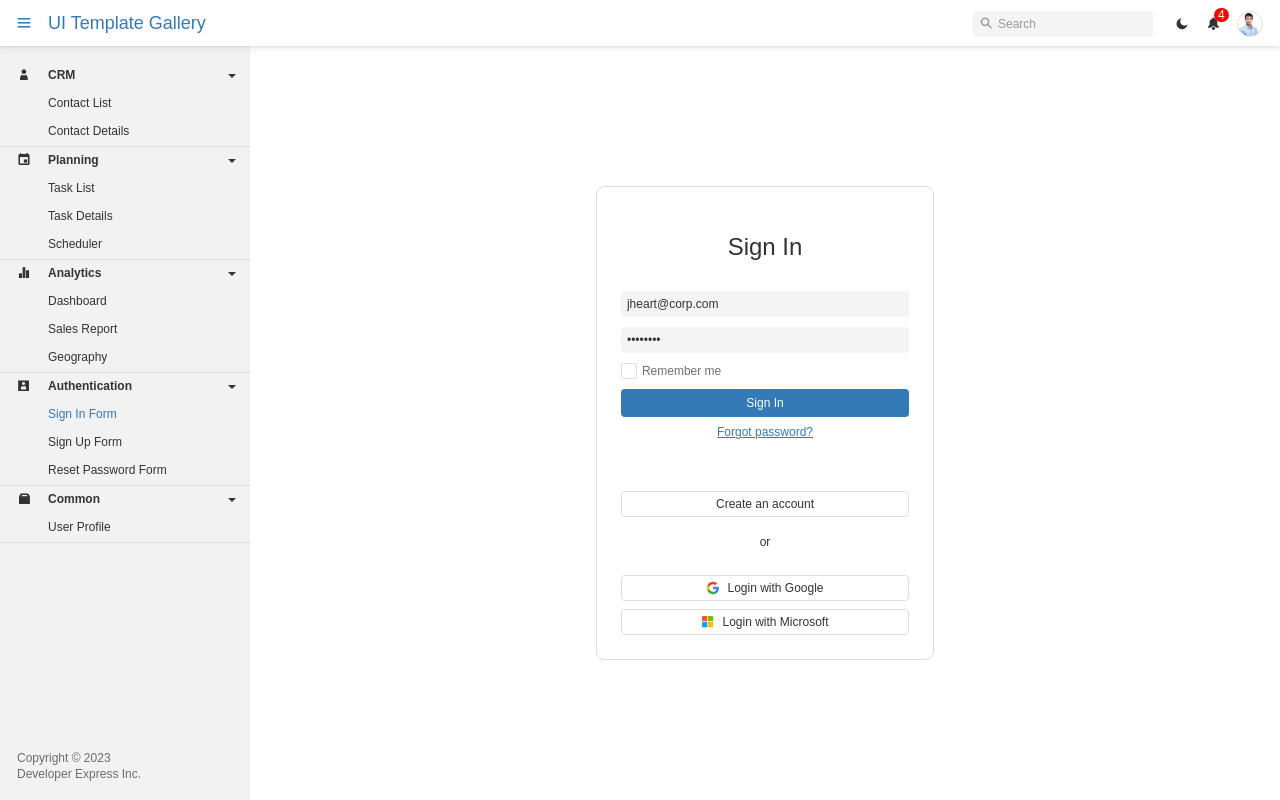 UI Template Gallery
Search
4
CRM
Contact List
Contact Details
Planning
Task List
Task Details
Scheduler
Analytics
Dashboard
Sales Report
Geography
Authentication
Sign In Form
Sign Up Form
Reset Password Form
Common
User Profile
Copyright © 2023
Developer Express Inc.
Sign In
jheart@corp.com
••••••••
Remember me
Sign In
Forgot password?
Create an account
or
Login with Google
Login with Microsoft